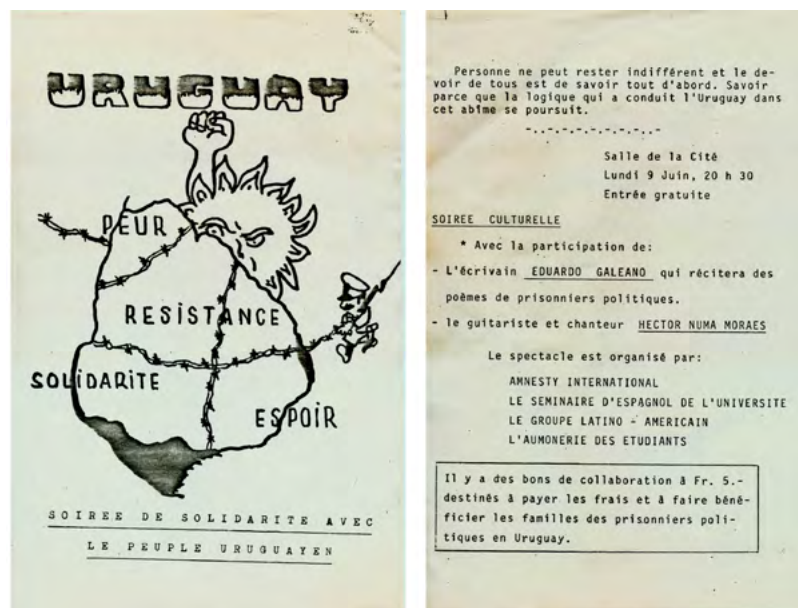 URUGUAY
PEUR
RESISTANCE
SOLIDARITE
ESPOIR
SOIREE DE SOLIDARITE AVEC
LE PEUPLE URUGUAYEN
Personne ne peut rester indifférent et le de-
voir de tous est de savoir tout d'abord. Savoir
parce que la logique qui a conduit l'Uruguay dans
cet abîme se poursuit.
-..-.-.-.-.-.-..-
Salle de la Cité
Lundi 9 Juin, 20 h 30
Entrée gratuite
SOIREE CULTURELLE
* Avec la participation de:
- L'écrivain EDUARDO GALEANO qui récitera des
poèmes de prisonniers politiques.
- le guitariste et chanteur HECTOR NUMA MORAES
Le spectacle est organisé par:
AMNESTY INTERNATIONAL
LE SEMINAIRE D'ESPAGNOL DE L'UNIVERSITE
LE GROUPE LATINO - AMERICAIN
L'AUMONERIE DES ETUDIANTS
Il y a des bons de collaboration à Fr. 5.-
destinés à payer les frais et à faire béné-
ficier les familles des prisonniers poli-
tiques en Uruguay.